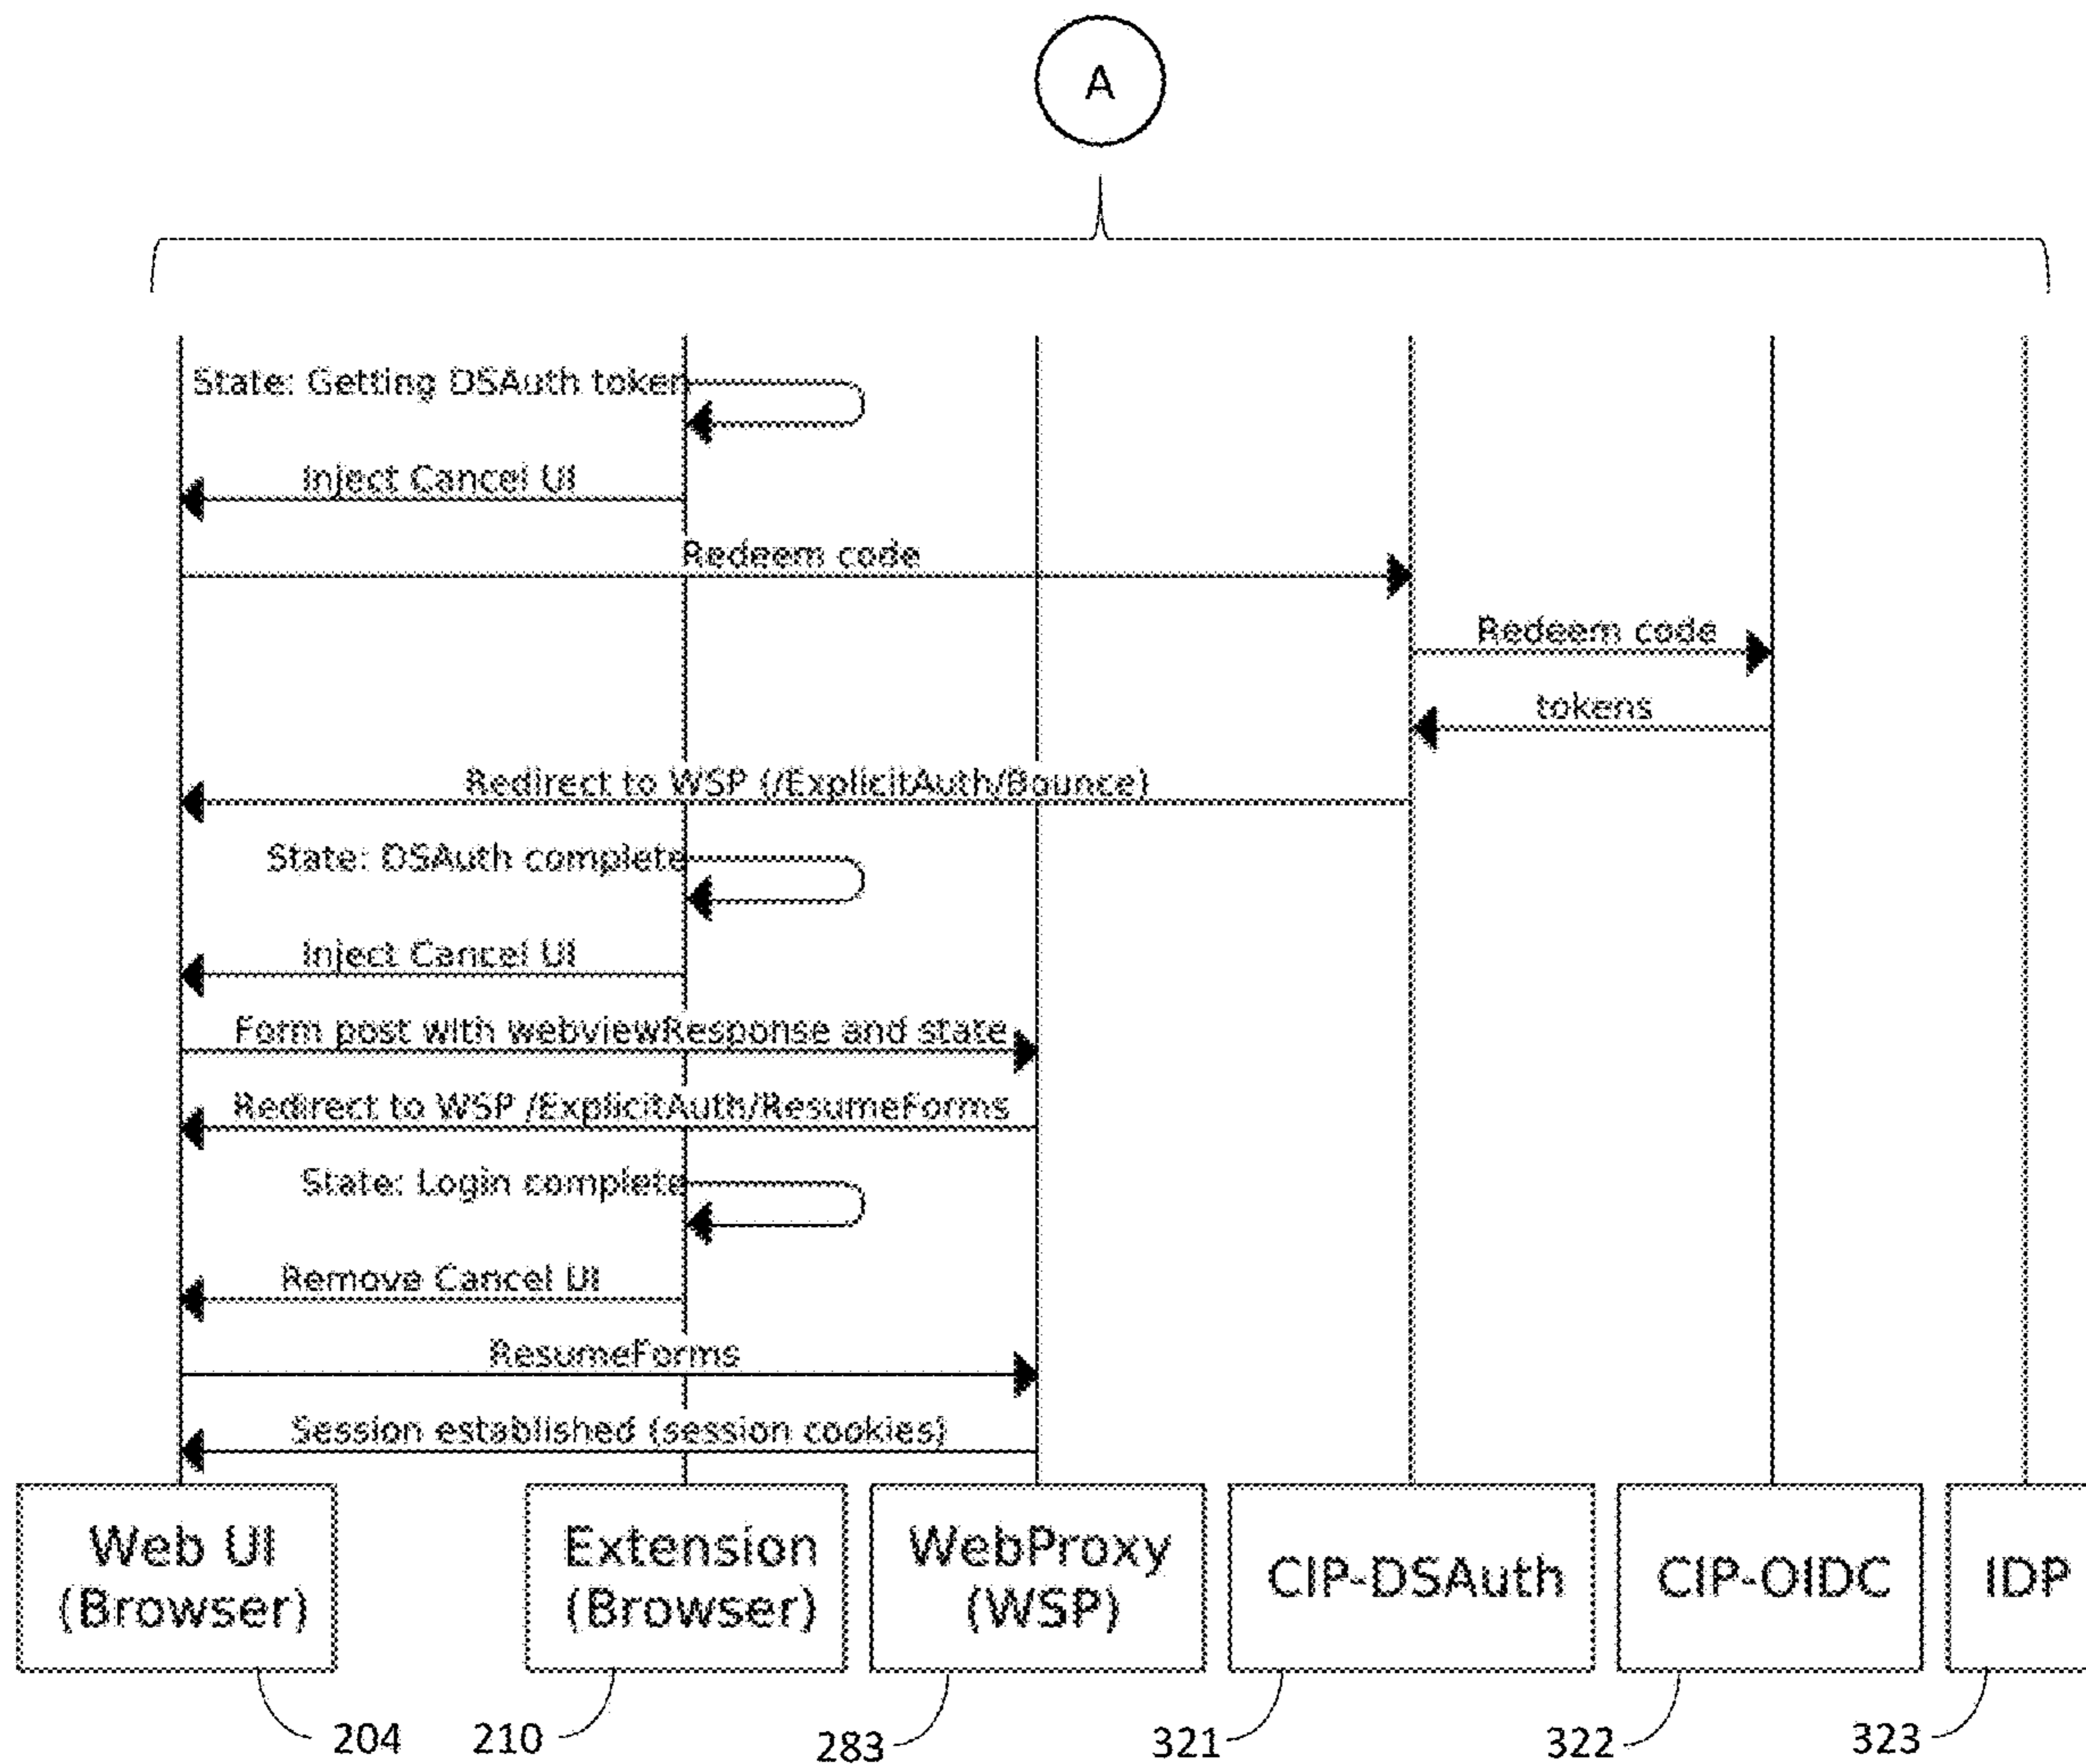 A
State: Getting DSAuth token
Inject Cancel UI
Redeem code
Redeem code
tokens
Redirect to WSP (/ExplicitAuth/Bounce)
State: DSAuth complete
Inject Cancel UI
Form post with webviewResponse and state
Redirect to WSP /ExplicitAuth/ResumeForms
State: Login complete
Remove Cancel UI
ResumeForms
Session established (session cookies)
Web UI
(Browser)
Extension
(Browser)
WebProxy
(WSP)
CIP-DSAuth
CIP-OIDC
IDP
204
210
283
321
322
323